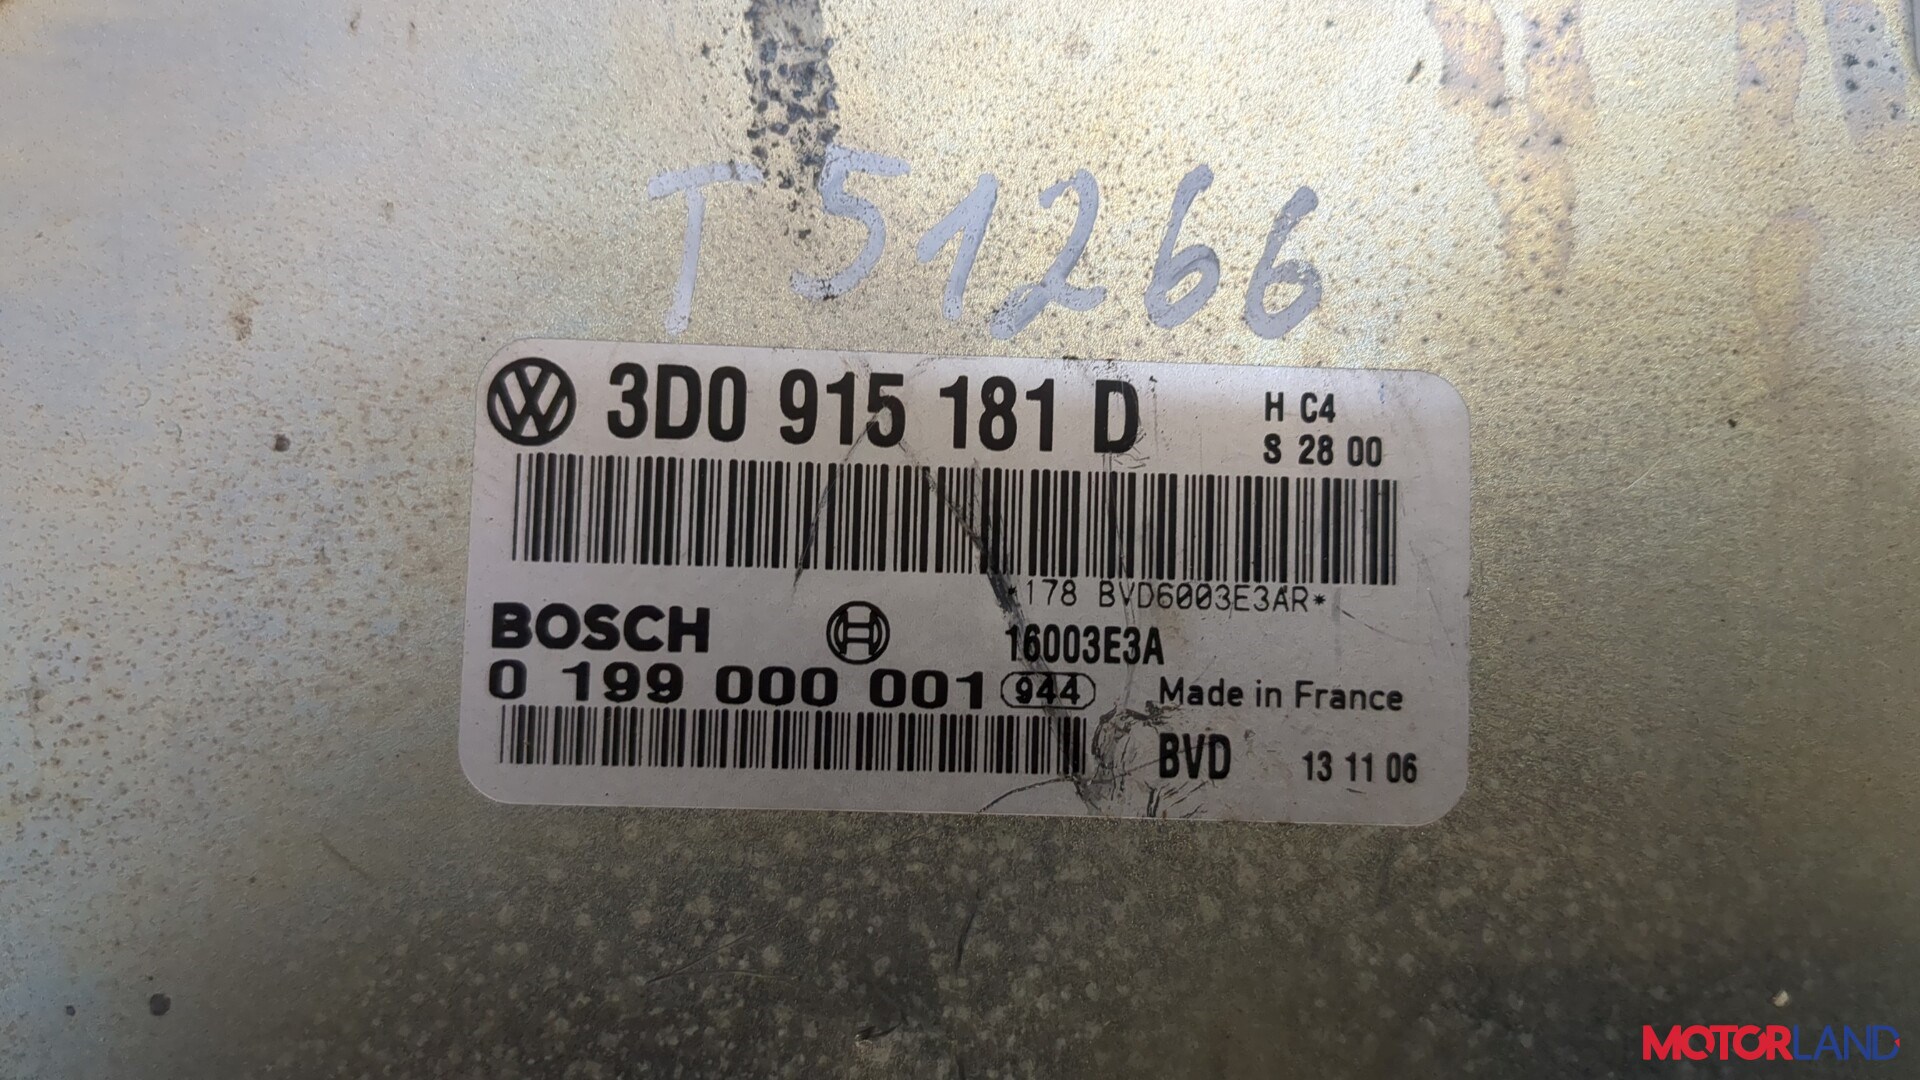 T51266
3D0 915 181 D
H C4
S 28 00
*178 BVD6003E3AR*
BOSCH
16003E3A
0 199 000 001 944
Made in France
BVD 13 11 06
MOTORLAND